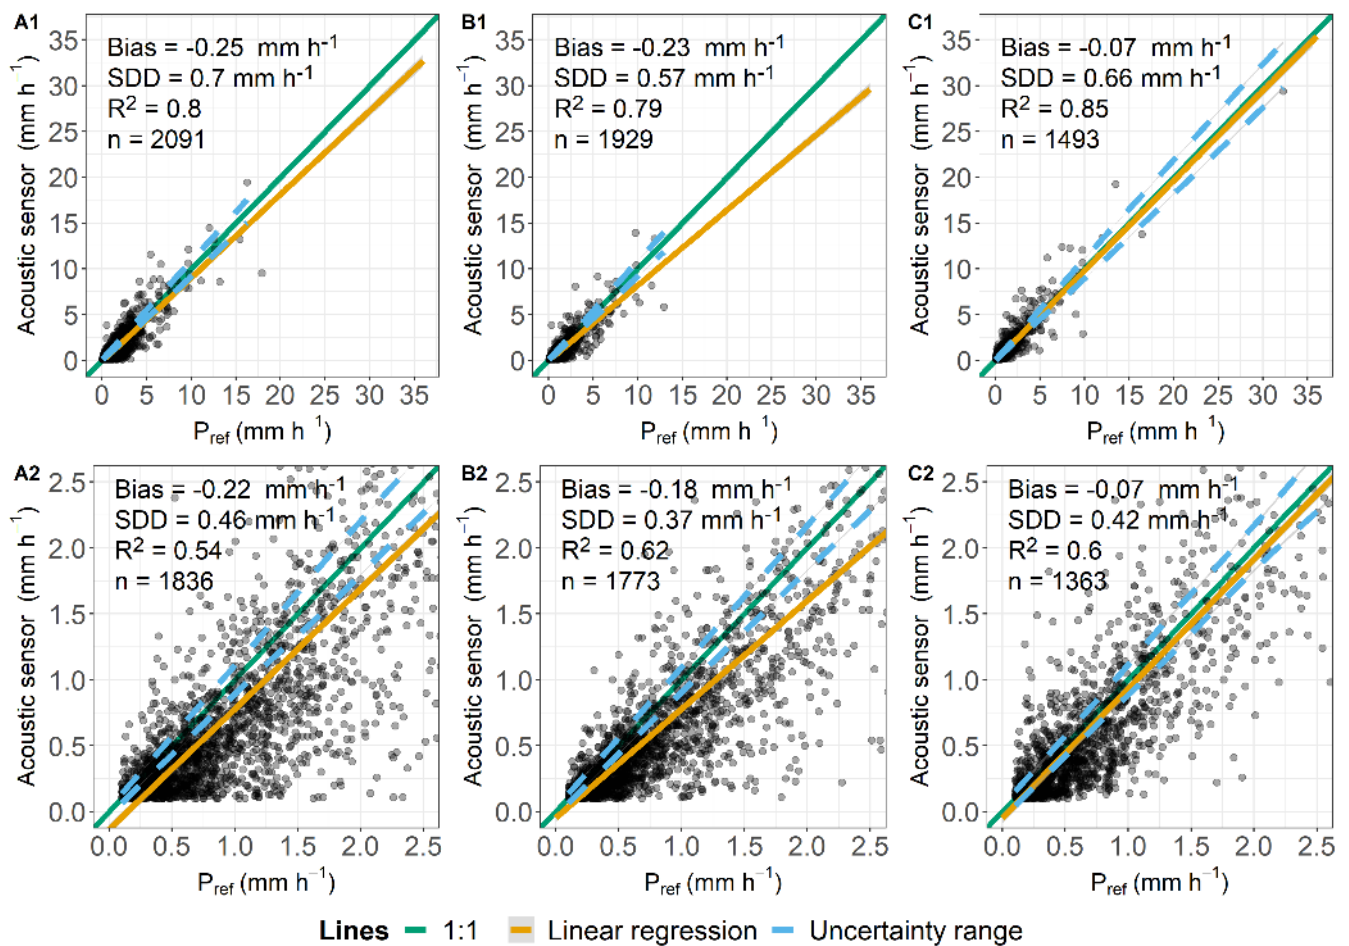 A1
Bias = -0.25 mm h⁻¹
SDD = 0.7 mm h⁻¹
R² = 0.8
n = 2091
Acoustic sensor (mm h⁻¹)
35
30
25
20
15
10
5
0
0 5 10 15 20 25 30 35
P_ref (mm h⁻¹)
B1
Bias = -0.23 mm h⁻¹
SDD = 0.57 mm h⁻¹
R² = 0.79
n = 1929
Acoustic sensor (mm h⁻¹)
35
30
25
20
15
10
5
0
0 5 10 15 20 25 30 35
P_ref (mm h⁻¹)
C1
Bias = -0.07 mm h⁻¹
SDD = 0.66 mm h⁻¹
R² = 0.85
n = 1493
Acoustic sensor (mm h⁻¹)
35
30
25
20
15
10
5
0
0 5 10 15 20 25 30 35
P_ref (mm h⁻¹)
A2
Bias = -0.22 mm h⁻¹
SDD = 0.46 mm h⁻¹
R² = 0.54
n = 1836
Acoustic sensor (mm h⁻¹)
2.5
2.0
1.5
1.0
0.5
0.0
0.0 0.5 1.0 1.5 2.0 2.5
P_ref (mm h⁻¹)
B2
Bias = -0.18 mm h⁻¹
SDD = 0.37 mm h⁻¹
R² = 0.62
n = 1773
Acoustic sensor (mm h⁻¹)
2.5
2.0
1.5
1.0
0.5
0.0
0.0 0.5 1.0 1.5 2.0 2.5
P_ref (mm h⁻¹)
C2
Bias = -0.07 mm h⁻¹
SDD = 0.42 mm h⁻¹
R² = 0.6
n = 1363
Acoustic sensor (mm h⁻¹)
2.5
2.0
1.5
1.0
0.5
0.0
0.0 0.5 1.0 1.5 2.0 2.5
P_ref (mm h⁻¹)
Lines 1:1 Linear regression Uncertainty range